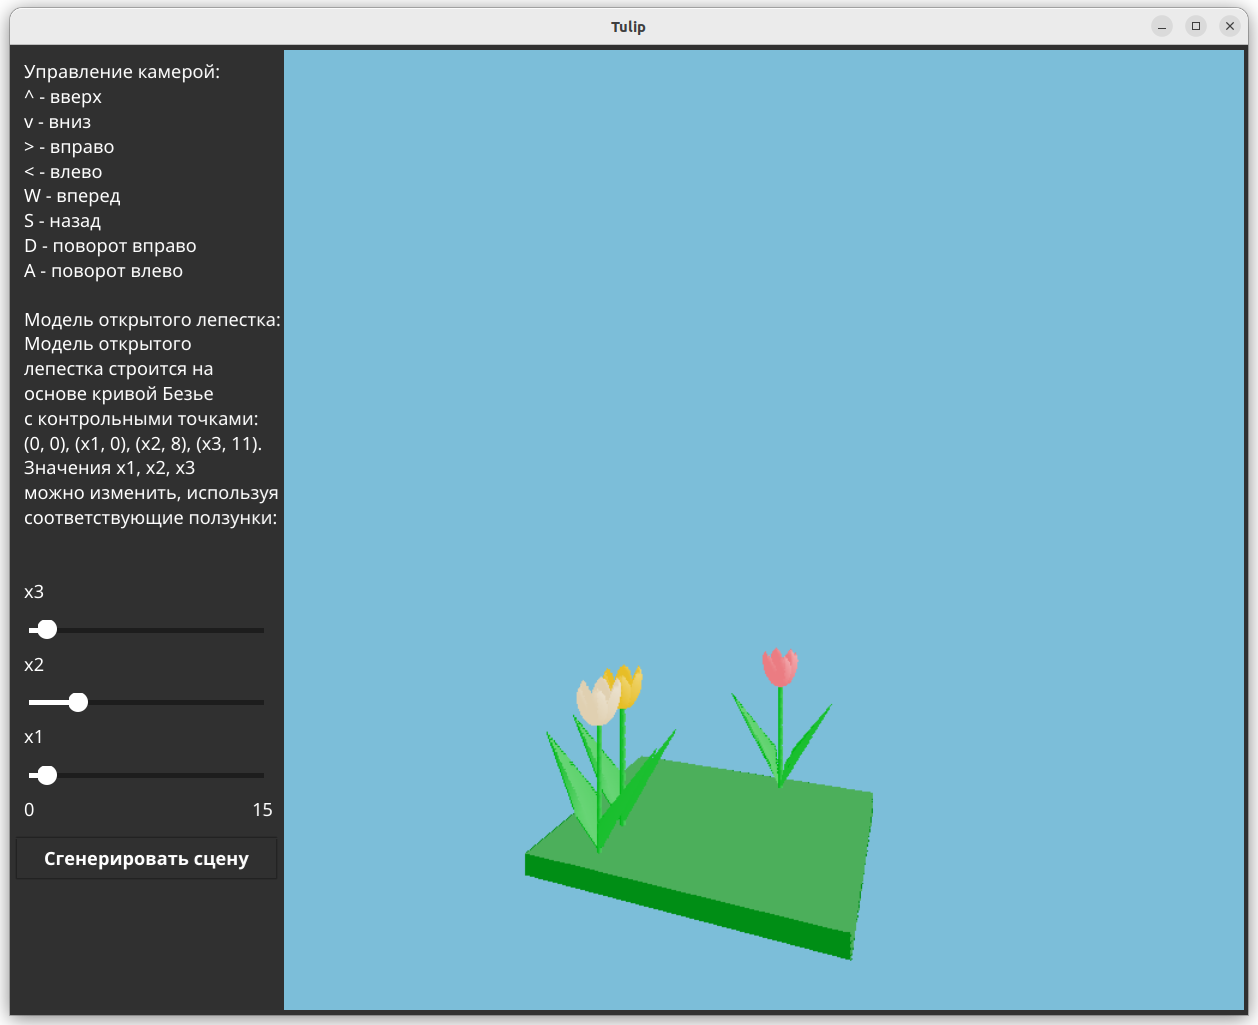 Tulip
Управление камерой:
^ - вверх
v - вниз
> - вправо
< - влево
W - вперед
S - назад
D - поворот вправо
A - поворот влево
Модель открытого лепестка:
Модель открытого
лепестка строится на
основе кривой Безье
с контрольными точками:
(0, 0), (x1, 0), (x2, 8), (x3, 11).
Значения x1, x2, x3
можно изменить, используя
соответствующие ползунки:
x3
x2
x1
0 15
Сгенерировать сцену